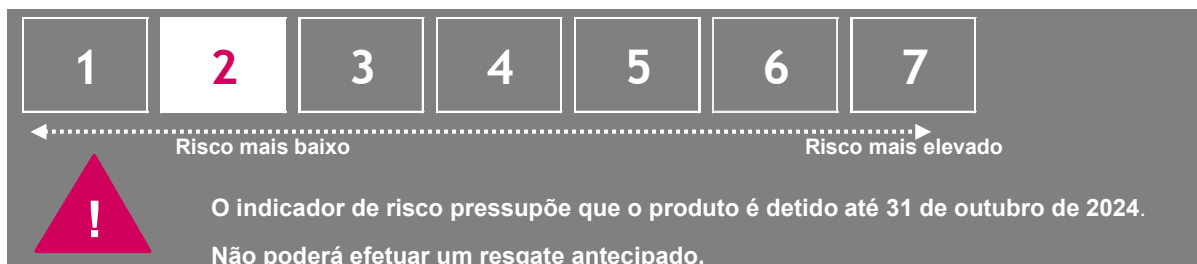 1 2 3 4 5 6 7
Risco mais baixo Risco mais elevado
! O indicador de risco pressupõe que o produto é detido até 31 de outubro de 2024.
Não poderá efetuar um resgate antecipado.